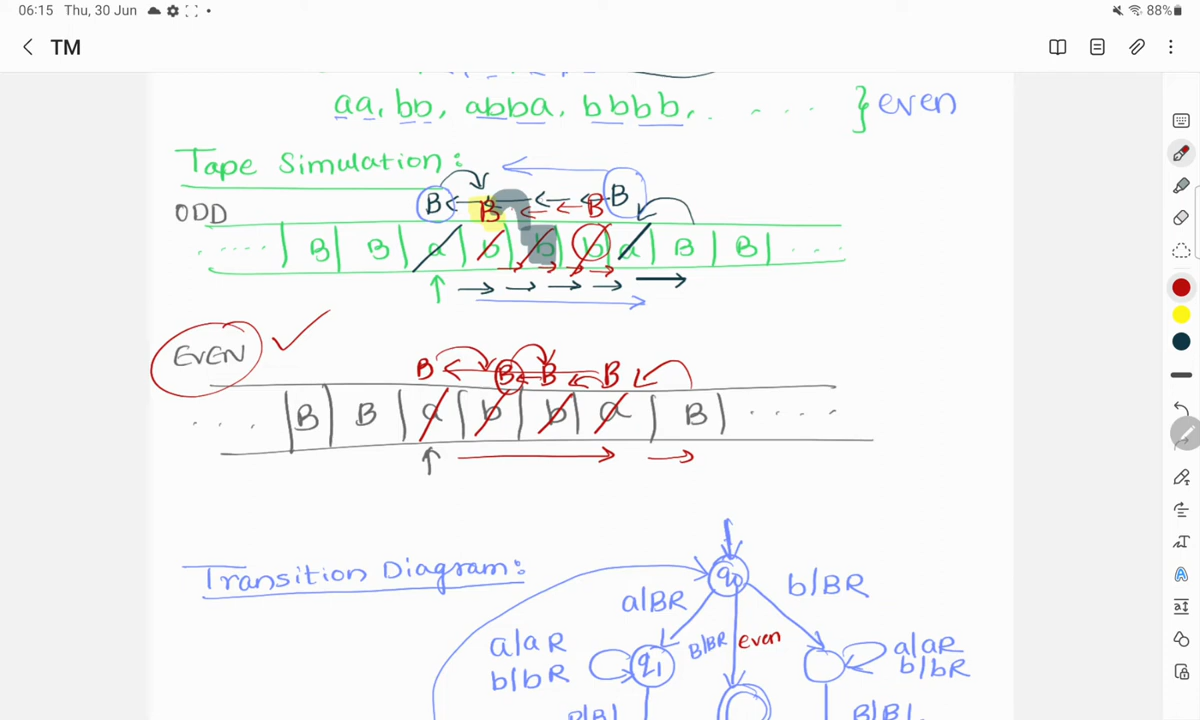 06:15 Thu, 30 Jun 88%
TM
aa, bb, abba, bbbb, . . . . . } even
Tape Simulation:
B B B B
ODD
..... | B | B | a | b | b | b | a | B | B | ....
EVEN
B B B B
.... | B | B | a | b | b | a | B | .....
Transition Diagram:
q0
a|BR b|BR
a|aR B|BR even a|aR
b|bR q1 b|bR